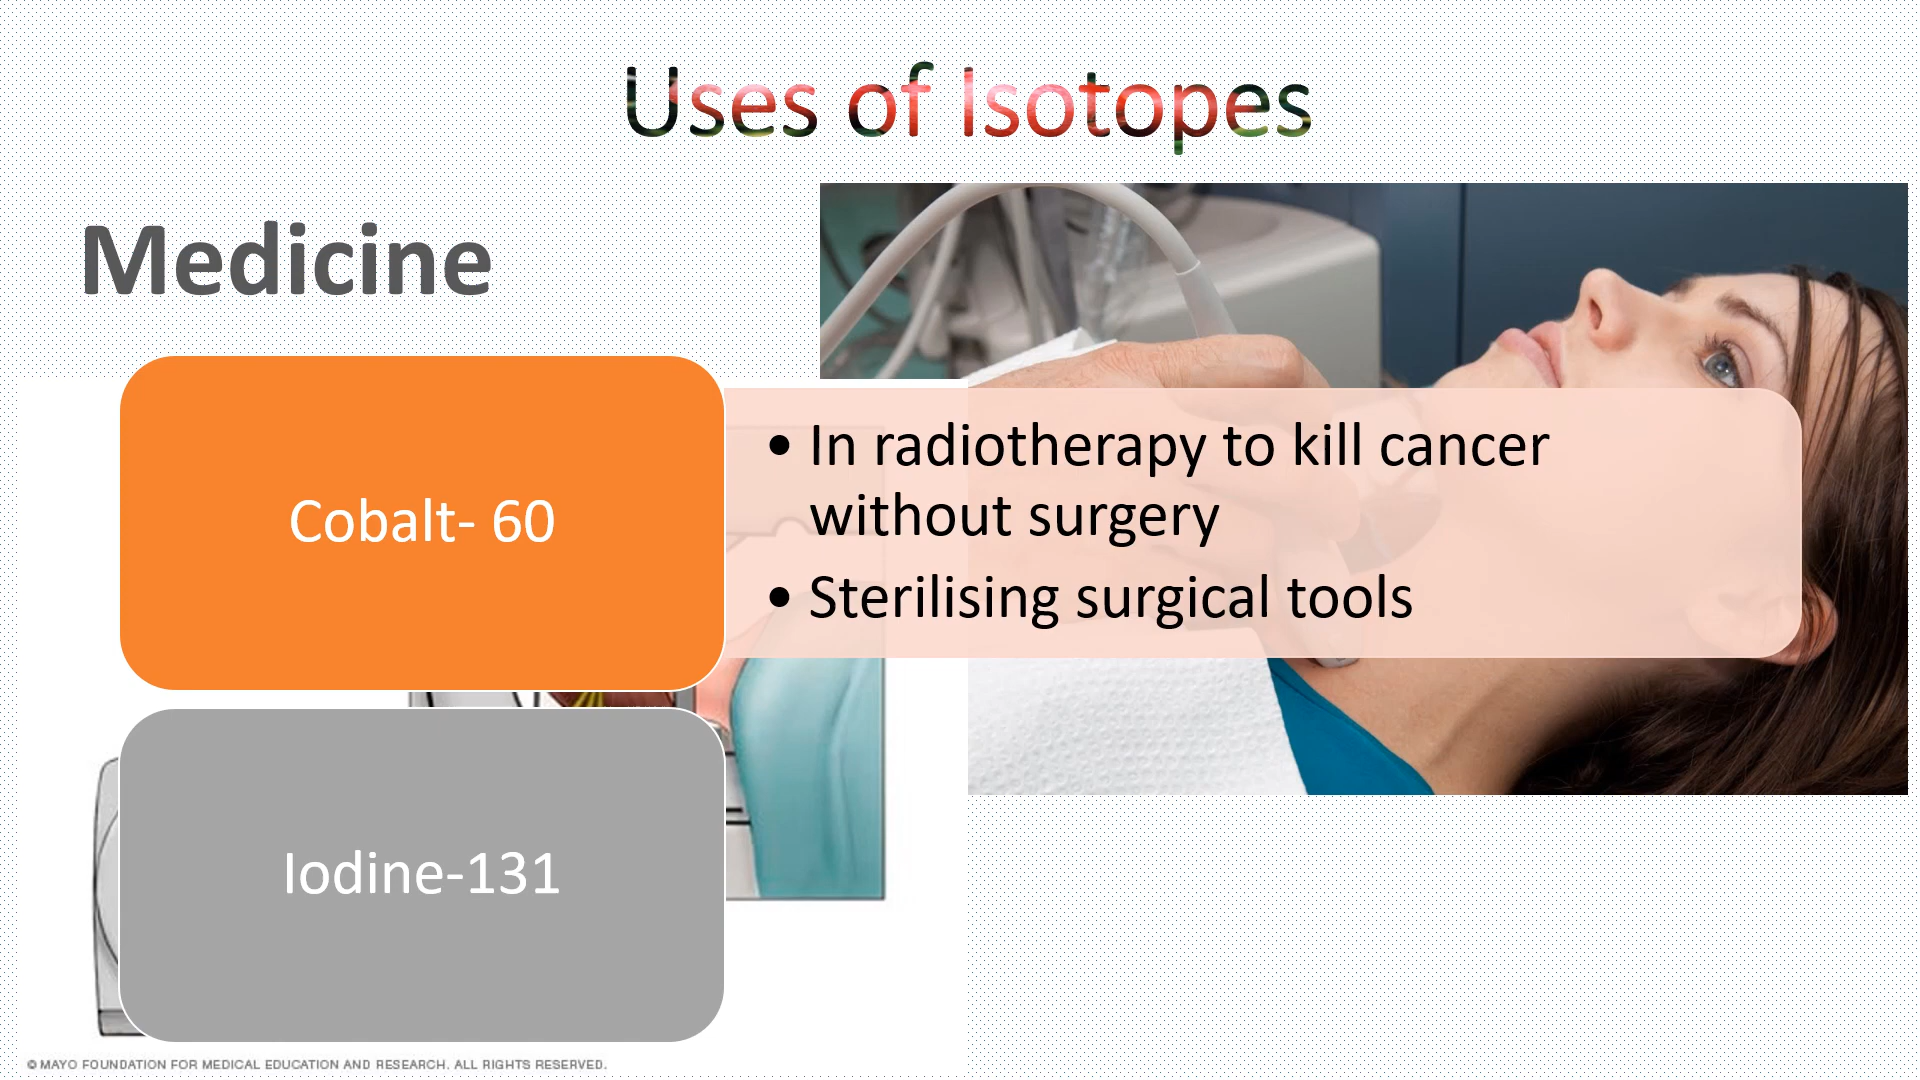 Uses of Isotopes
Medicine
Cobalt- 60
• In radiotherapy to kill cancer
without surgery
• Sterilising surgical tools
Iodine-131
© MAYO FOUNDATION FOR MEDICAL EDUCATION AND RESEARCH. ALL RIGHTS RESERVED.